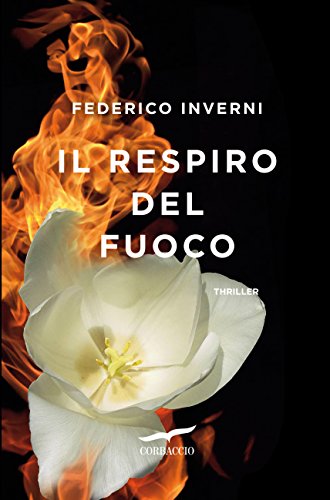 FEDERICO INVERNI
IL RESPIRO
DEL
FUOCO
THRILLER
CORBACCIO